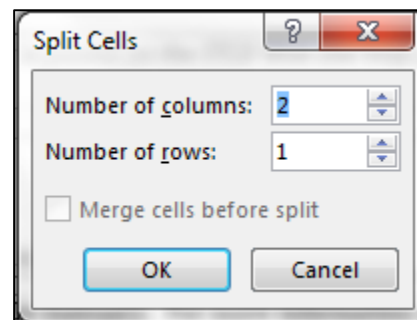 Split Cells
Number of columns: 2
Number of rows: 1
Merge cells before split
OK Cancel